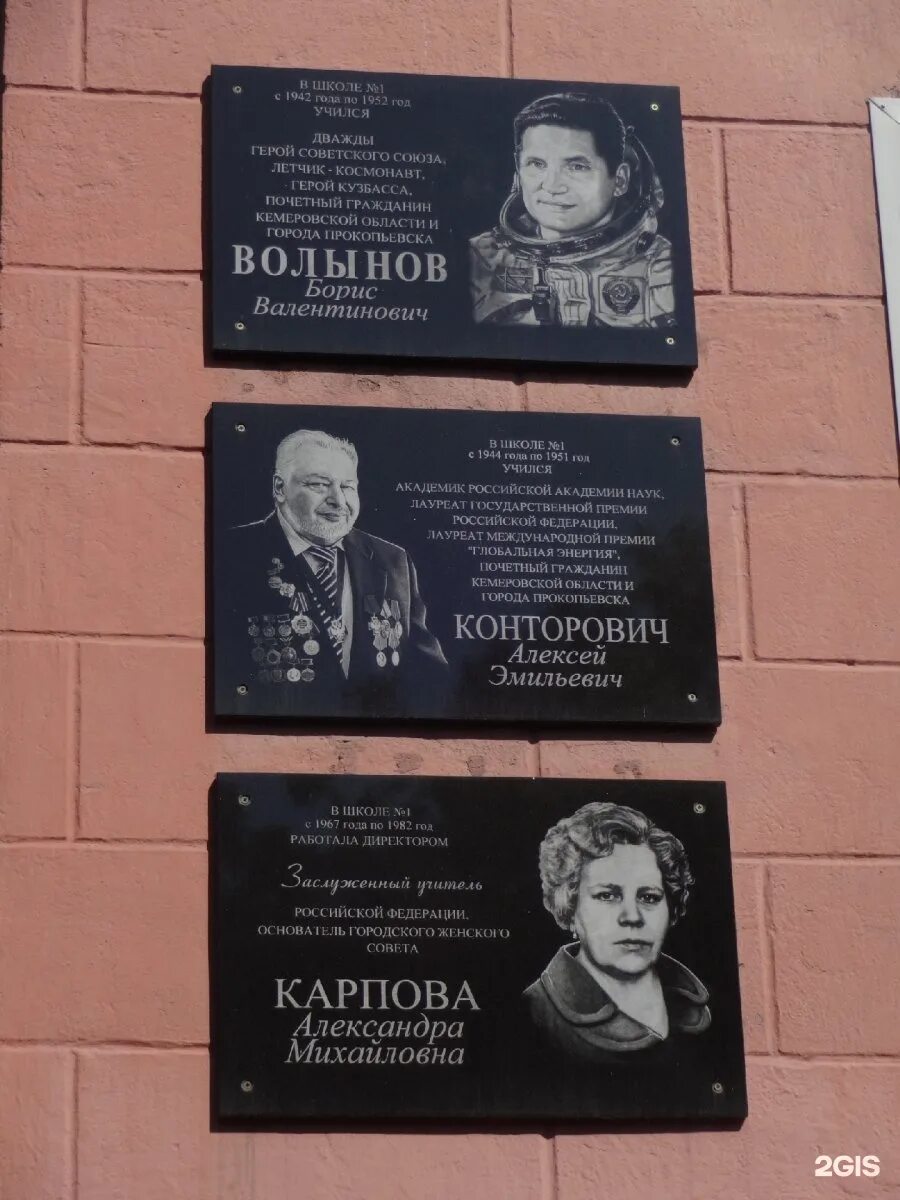 В ШКОЛЕ №1
с 1942 года по 1952 год
УЧИЛСЯ
ДВАЖДЫ
ГЕРОЙ СОВЕТСКОГО СОЮЗА,
ЛЕТЧИК - КОСМОНАВТ,
ГЕРОЙ КУЗБАССА,
ПОЧЕТНЫЙ ГРАЖДАНИН
КЕМЕРОВСКОЙ ОБЛАСТИ И
ГОРОДА ПРОКОПЬЕВСКА
ВОЛЫНОВ
Борис
Валентинович
В ШКОЛЕ №1
с 1944 года по 1951 год
УЧИЛСЯ
АКАДЕМИК РОССИЙСКОЙ АКАДЕМИИ НАУК,
ЛАУРЕАТ ГОСУДАРСТВЕННОЙ ПРЕМИИ
РОССИЙСКОЙ ФЕДЕРАЦИИ,
ЛАУРЕАТ МЕЖДУНАРОДНОЙ ПРЕМИИ
"ГЛОБАЛЬНАЯ ЭНЕРГИЯ",
ПОЧЕТНЫЙ ГРАЖДАНИН
КЕМЕРОВСКОЙ ОБЛАСТИ И
ГОРОДА ПРОКОПЬЕВСКА
КОНТОРОВИЧ
Алексей
Эмильевич
В ШКОЛЕ №1
с 1967 года по 1982 год
РАБОТАЛА ДИРЕКТОРОМ
Заслуженный учитель
РОССИЙСКОЙ ФЕДЕРАЦИИ,
ОСНОВАТЕЛЬ ГОРОДСКОГО ЖЕНСКОГО
СОВЕТА
КАРПОВА
Александра
Михайловна
2GIS